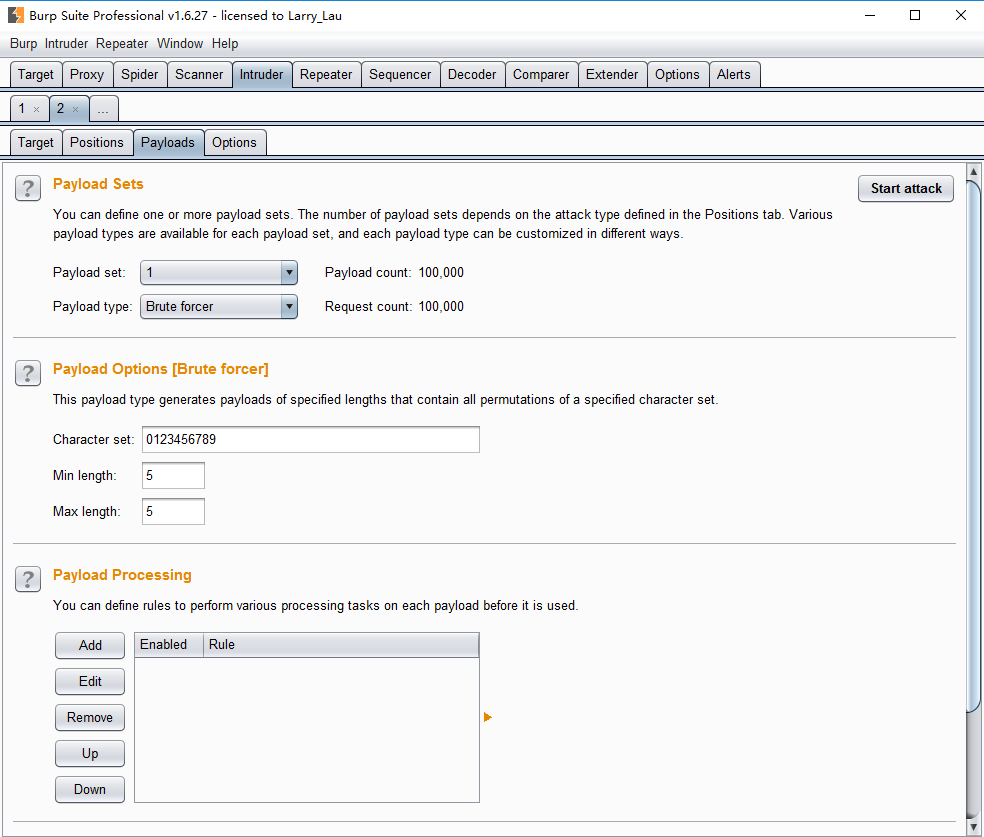 Burp Suite Professional v1.6.27 - licensed to Larry_Lau
Burp Intruder Repeater Window Help
Target Proxy Spider Scanner Intruder Repeater Sequencer Decoder Comparer Extender Options Alerts
1 × 2 × ...
Target Positions Payloads Options
? Payload Sets Start attack
You can define one or more payload sets. The number of payload sets depends on the attack type defined in the Positions tab. Various
payload types are available for each payload set, and each payload type can be customized in different ways.
Payload set: 1 Payload count: 100,000
Payload type: Brute forcer Request count: 100,000
? Payload Options [Brute forcer]
This payload type generates payloads of specified lengths that contain all permutations of a specified character set.
Character set: 0123456789
Min length: 5
Max length: 5
? Payload Processing
You can define rules to perform various processing tasks on each payload before it is used.
Add Enabled Rule
Edit
Remove
Up
Down